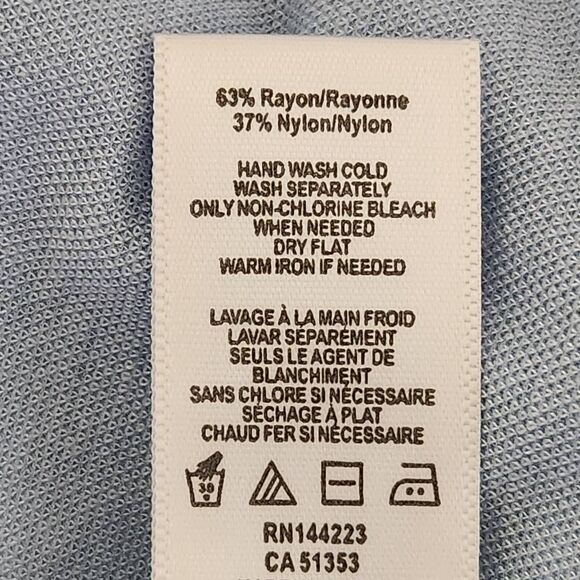 63% Rayon/Rayonne
37% Nylon/Nylon
HAND WASH COLD
WASH SEPARATELY
ONLY NON-CHLORINE BLEACH
WHEN NEEDED
DRY FLAT
WARM IRON IF NEEDED
LAVAGE À LA MAIN FROID
LAVAR SÉPARÉMENT
SEULS LE AGENT DE
BLANCHIMENT
SANS CHLORE SI NÉCESSAIRE
SÉCHAGE À PLAT
CHAUD FER SI NÉCESSAIRE
30
RN144223
CA 51353